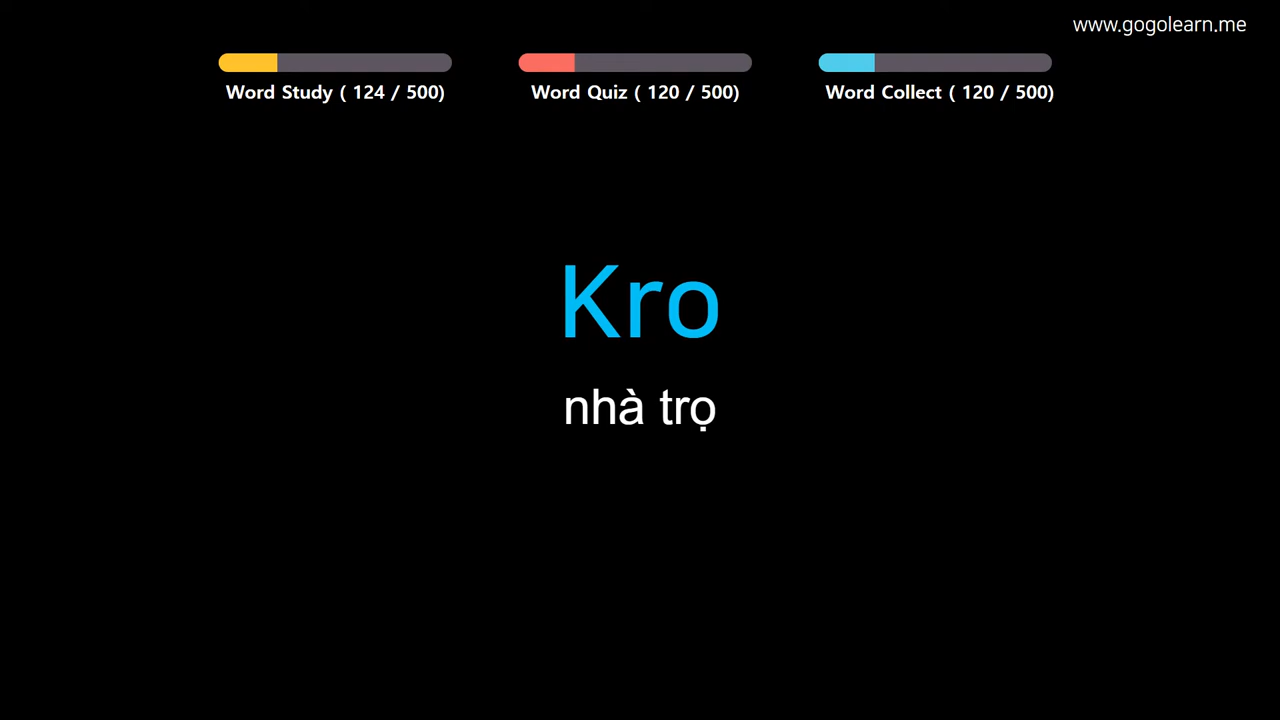 www.gogolearn.me
Word Study ( 124 / 500)
Word Quiz ( 120 / 500)
Word Collect ( 120 / 500)
Kro
nhà trọ